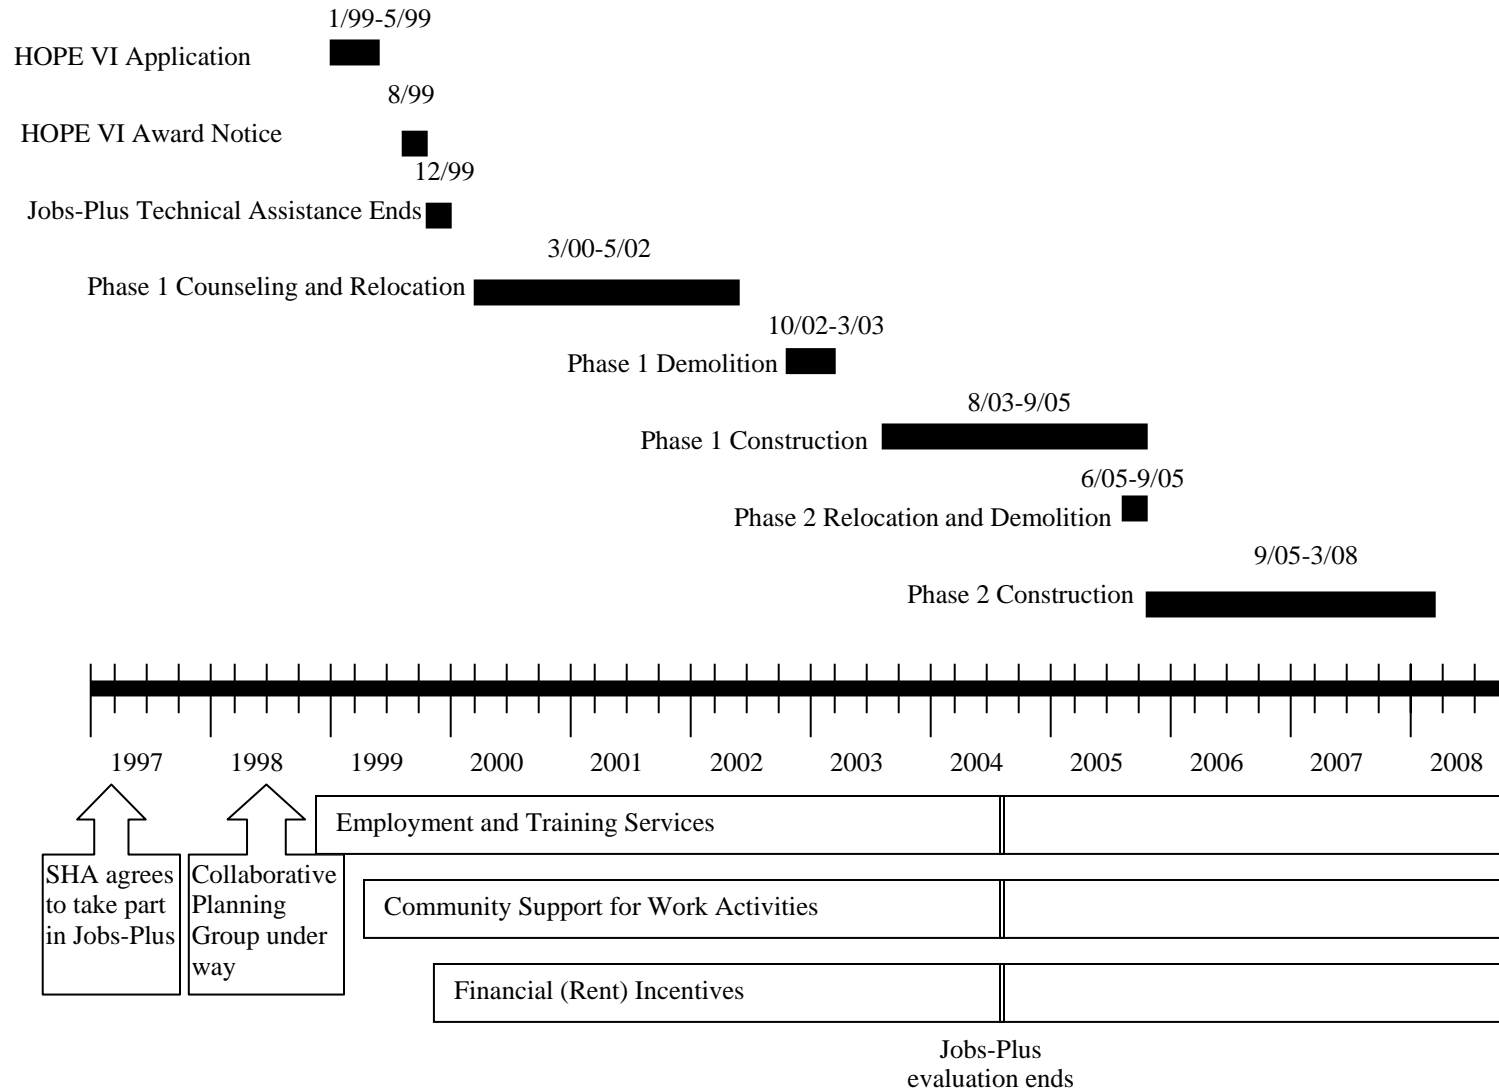 1/99-5/99
HOPE VI Application
8/99
HOPE VI Award Notice
12/99
Jobs-Plus Technical Assistance Ends
3/00-5/02
Phase 1 Counseling and Relocation
10/02-3/03
Phase 1 Demolition
8/03-9/05
Phase 1 Construction
6/05-9/05
Phase 2 Relocation and Demolition
9/05-3/08
Phase 2 Construction
1997 1998 1999 2000 2001 2002 2003 2004 2005 2006 2007 2008
Employment and Training Services
SHA agrees
to take part
in Jobs-Plus
Collaborative
Planning
Group under
way
Community Support for Work Activities
Financial (Rent) Incentives
Jobs-Plus
evaluation ends